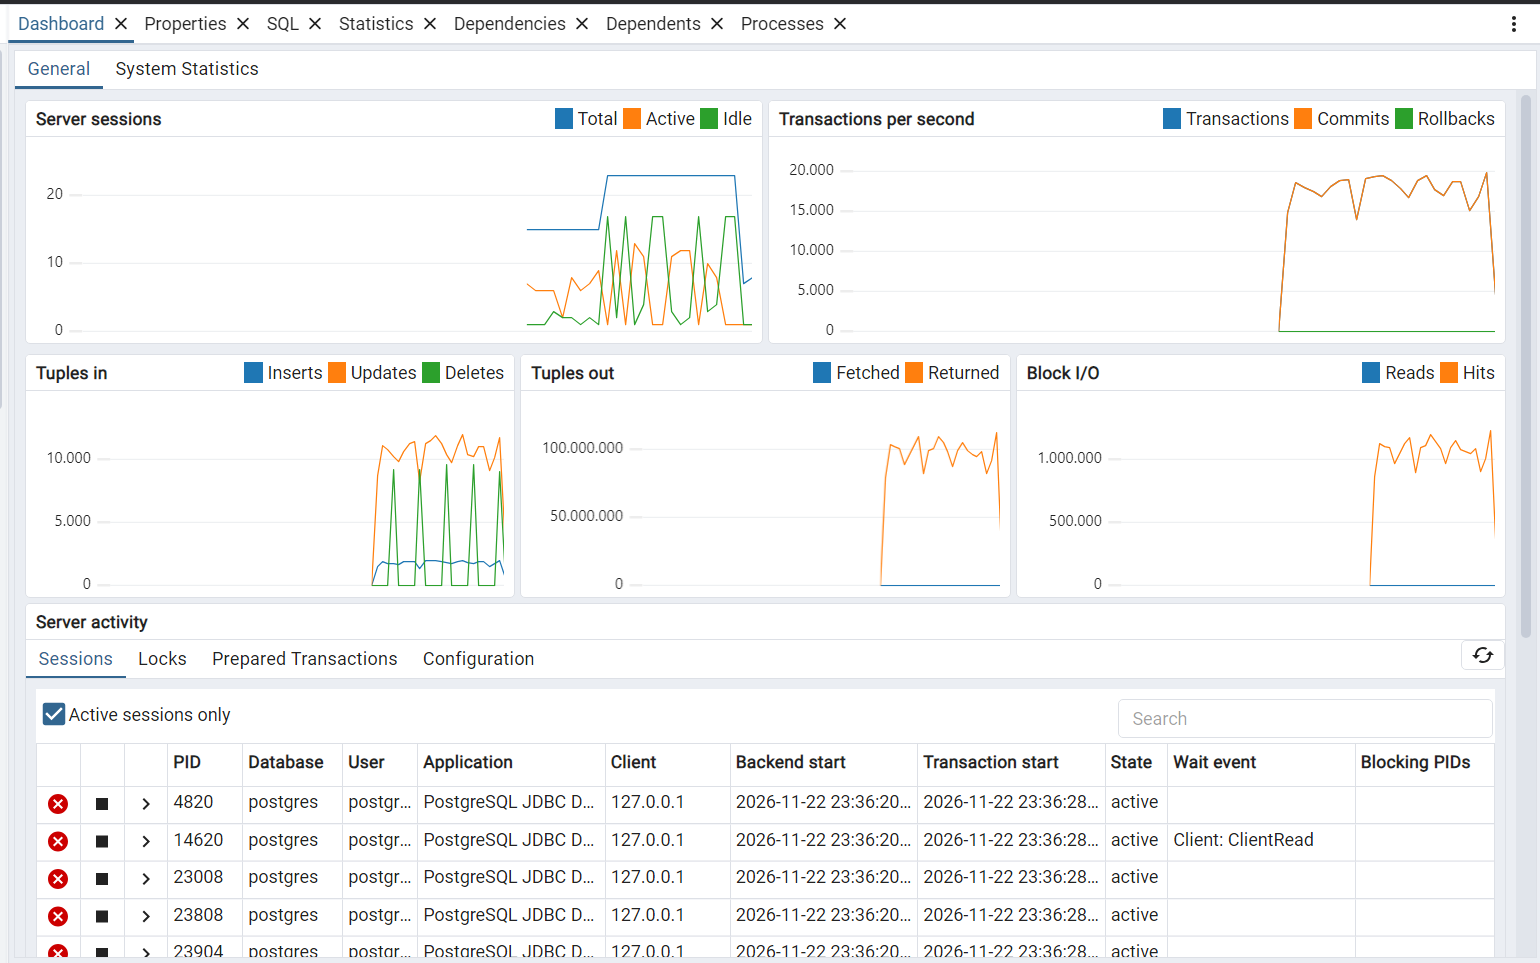 Dashboard Properties SQL Statistics Dependencies Dependents Processes
General System Statistics
Server sessions Total Active Idle
20
10
0
Transactions per second Transactions Commits Rollbacks
20.000
15.000
10.000
5.000
0
Tuples in Inserts Updates Deletes
10.000
5.000
0
Tuples out Fetched Returned
100.000.000
50.000.000
0
Block I/O Reads Hits
1.000.000
500.000
0
Server activity
Sessions Locks Prepared Transactions Configuration
Active sessions only Search
PID Database User Application Client Backend start Transaction start State Wait event Blocking PIDs
4820 postgres postgr... PostgreSQL JDBC D... 127.0.0.1 2026-11-22 23:36:20... 2026-11-22 23:36:28... active
14620 postgres postgr... PostgreSQL JDBC D... 127.0.0.1 2026-11-22 23:36:20... 2026-11-22 23:36:28... active Client: ClientRead
23008 postgres postgr... PostgreSQL JDBC D... 127.0.0.1 2026-11-22 23:36:20... 2026-11-22 23:36:28... active
23808 postgres postgr... PostgreSQL JDBC D... 127.0.0.1 2026-11-22 23:36:20... 2026-11-22 23:36:28... active
23904 postgres postgr... PostgreSQL JDBC D... 127.0.0.1 2026-11-22 23:36:20... 2026-11-22 23:36:28... active